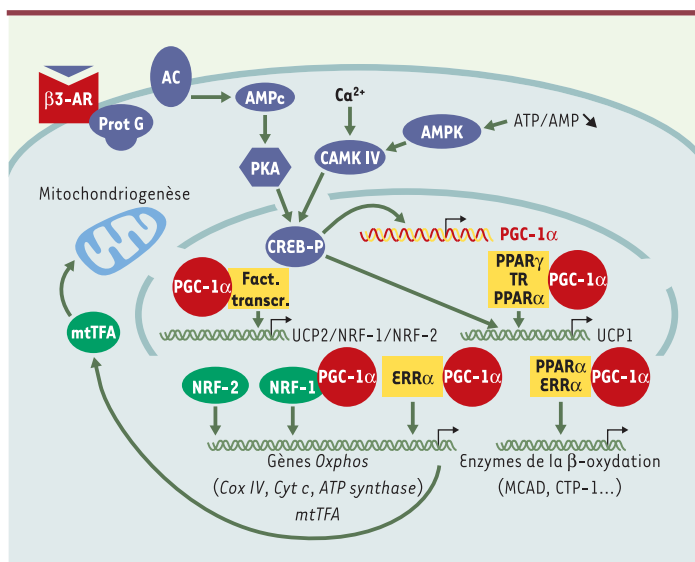 AC
β3-AR
Prot G
AMPc
Ca²⁺
AMPK
ATP/AMP
PKA
CAMK IV
Mitochondriogenèse
CREB-P
PGC-1α
PGC-1α
Fact.
transcr.
PPARγ
TR
PPARα
PGC-1α
mtTFA
UCP2/NRF-1/NRF-2
UCP1
NRF-2
NRF-1
PGC-1α
ERRα
PGC-1α
PPARα
ERRα
PGC-1α
Gènes Oxphos
(Cox IV, Cyt c, ATP synthase)
mtTFA
Enzymes de la β-oxydation
(MCAD, CTP-1...)